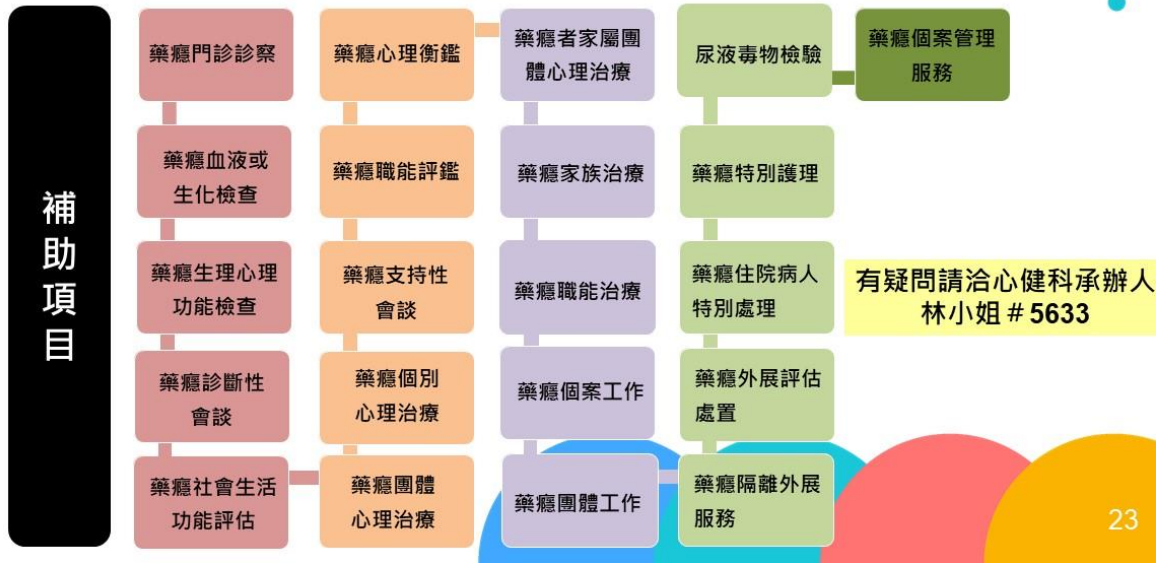 補助項目
藥癮門診診察
藥癮血液或
生化檢查
藥癮生理心理
功能檢查
藥癮診斷性
會談
藥癮社會生活
功能評估
藥癮心理衡鑑
藥癮職能評鑑
藥癮支持性
會談
藥癮個別
心理治療
藥癮團體
心理治療
藥癮者家屬團
體心理治療
藥癮家族治療
藥癮職能治療
藥癮個案工作
藥癮團體工作
尿液毒物檢驗
藥癮特別護理
藥癮住院病人
特別處理
藥癮外展評估
處置
藥癮隔離外展
服務
藥癮個案管理
服務
有疑問請洽心健科承辦人
林小姐＃5633
23